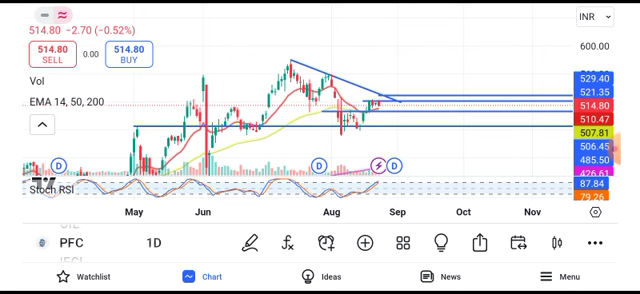 INR
514.80 -2.70 (-0.52%)
600.00
514.80
SELL
0.00
514.80
BUY
Vol
EMA 14, 50, 200
529.40
521.35
514.80
510.47
507.81
506.45
485.50
426.61
87.84
79.26
D
D
D
Stoch RSI
May
Jun
Aug
Sep
Oct
Nov
PFC
1D
Watchlist
Chart
Ideas
News
Menu